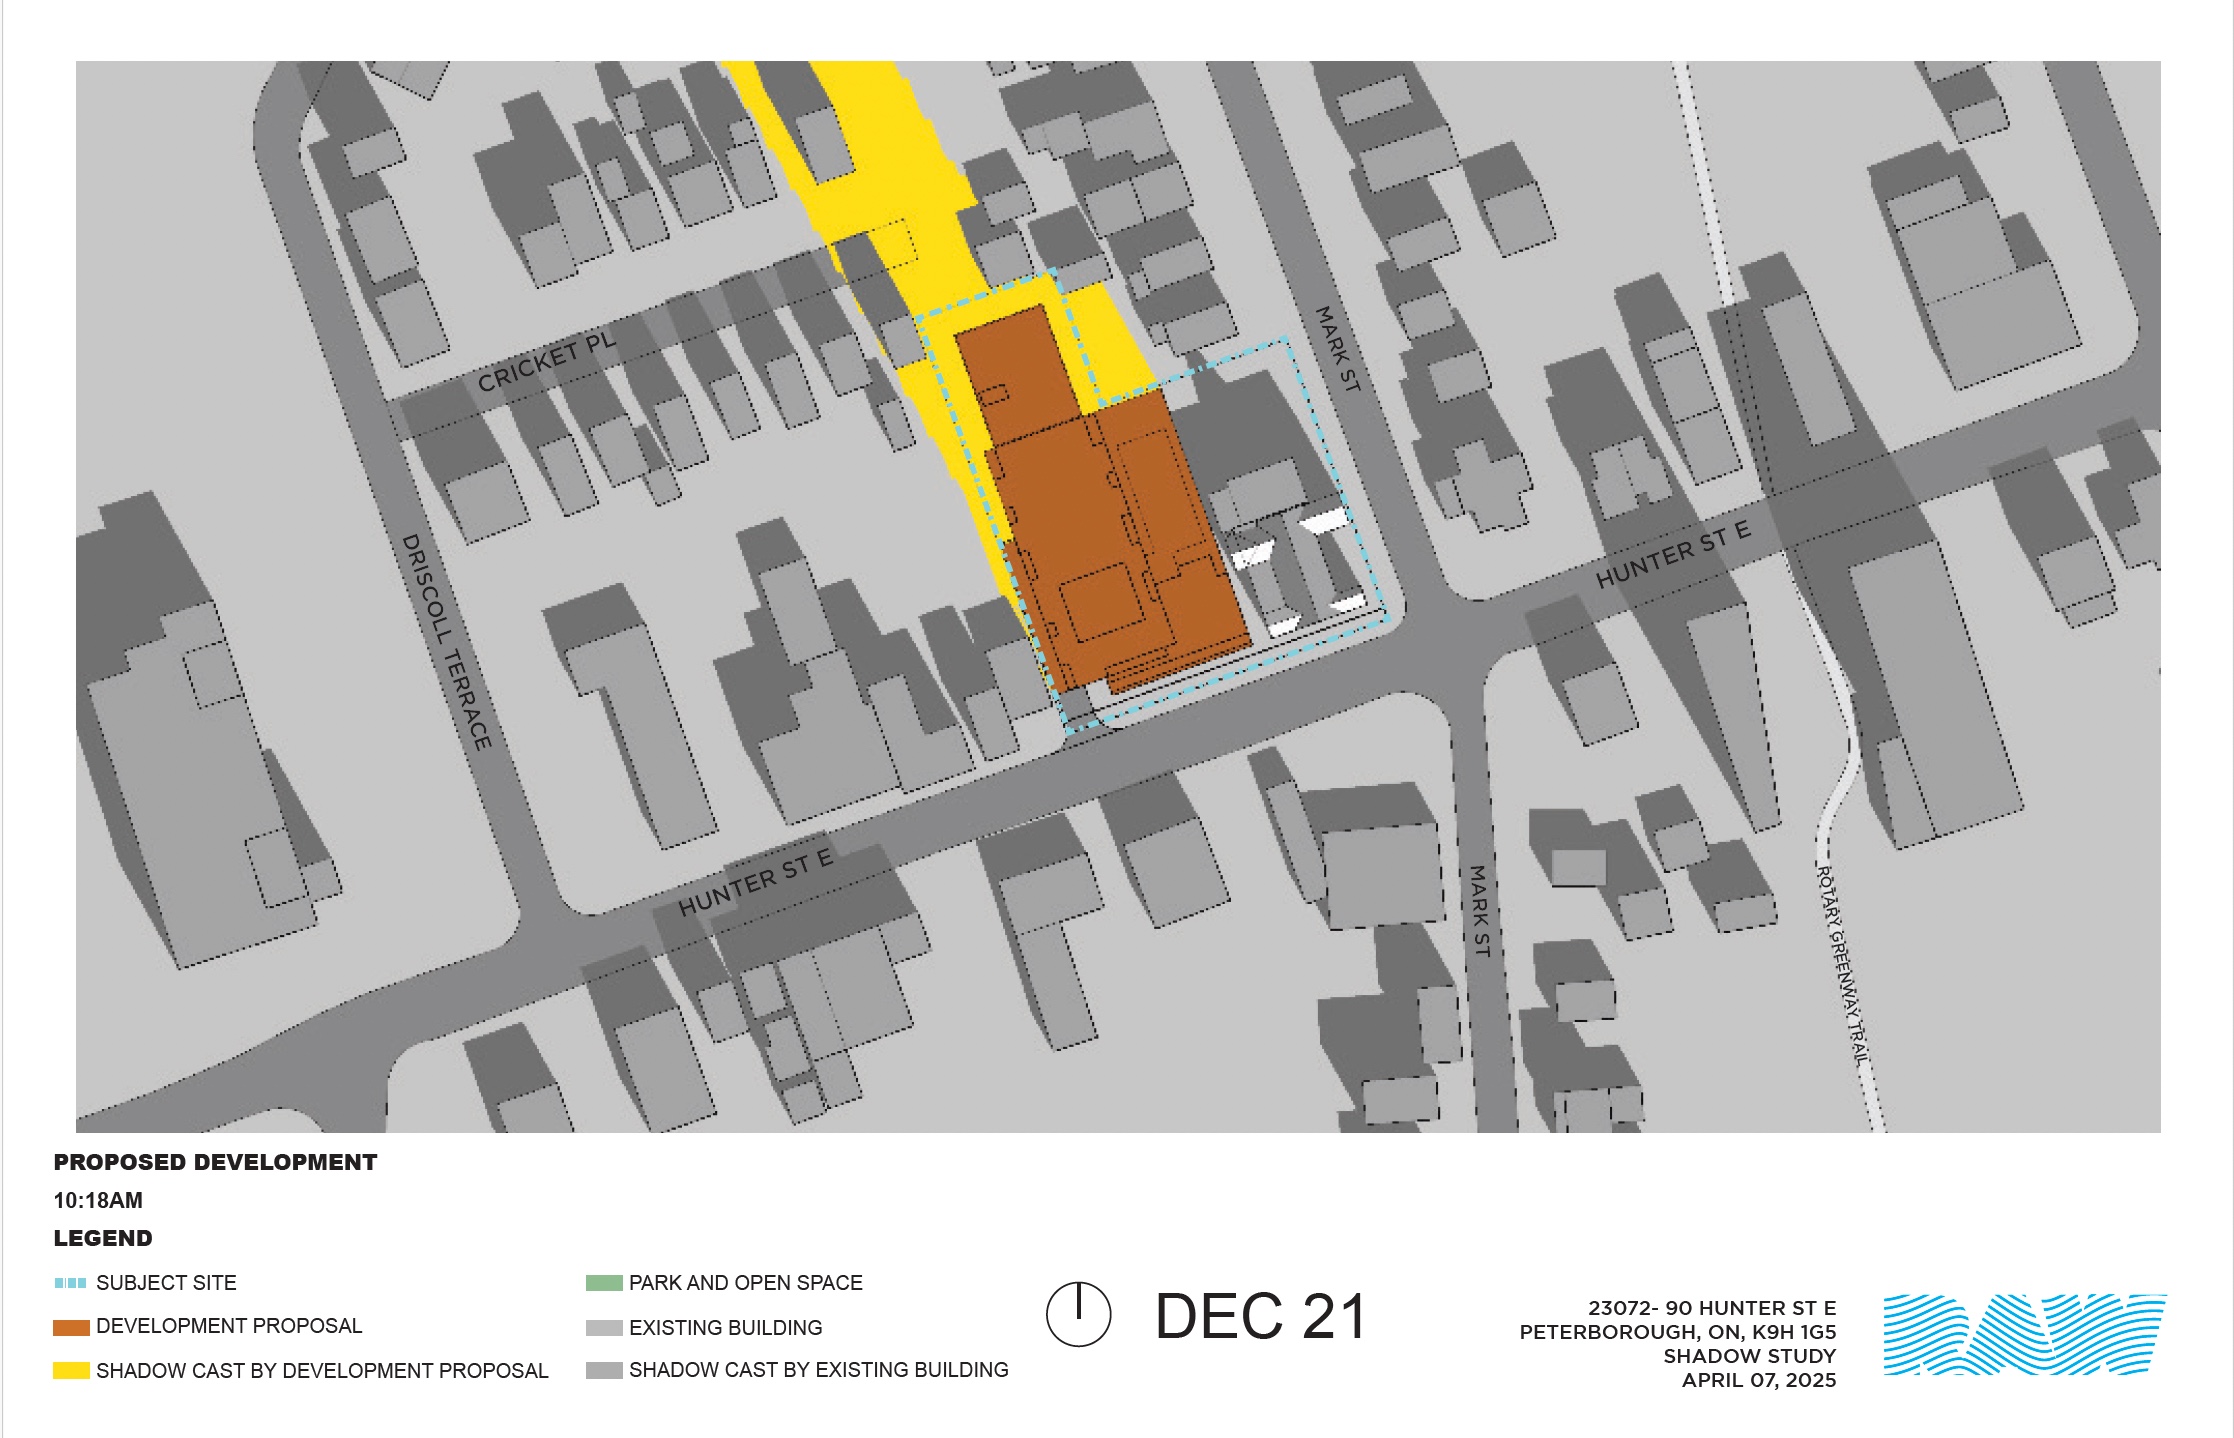 MARK ST
CRICKET PL
HUNTER ST E
DRISCOLL TERRACE
HUNTER ST E
MARK ST
ROTARY GREENWAY TRAIL
PROPOSED DEVELOPMENT
10:18AM
LEGEND
SUBJECT SITE
DEVELOPMENT PROPOSAL
SHADOW CAST BY DEVELOPMENT PROPOSAL
PARK AND OPEN SPACE
EXISTING BUILDING
SHADOW CAST BY EXISTING BUILDING
DEC 21
23072- 90 HUNTER ST E
PETERBOROUGH, ON, K9H 1G5
SHADOW STUDY
APRIL 07, 2025